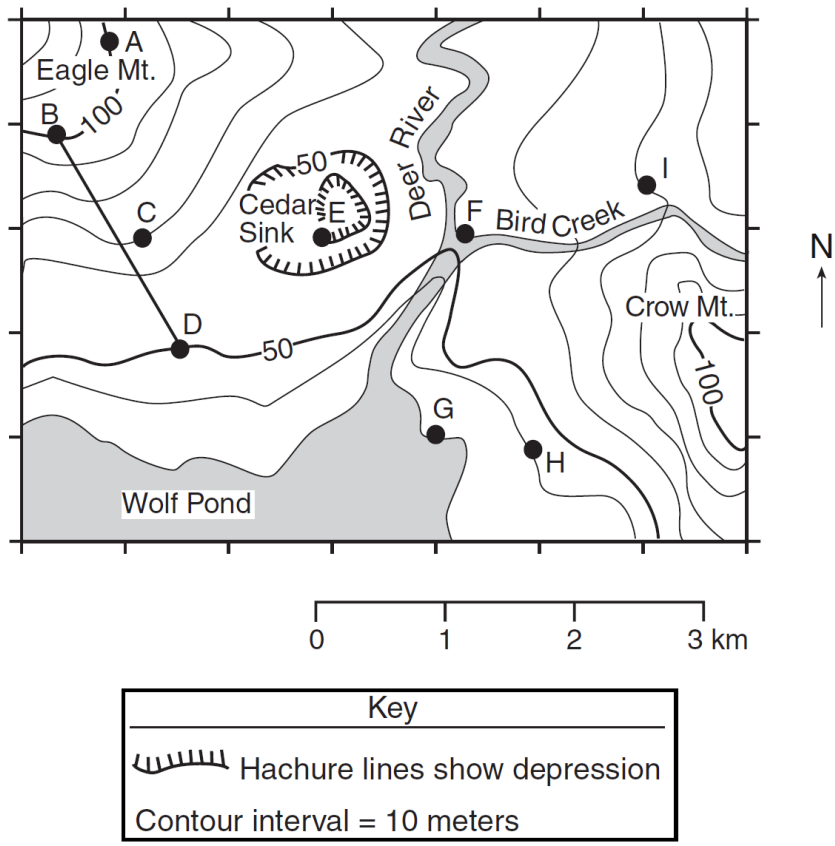 A
Eagle Mt.
B
100
50
Deer River
I
C
Cedar
Sink
E
F
Bird Creek
N
Crow Mt.
D
50
100
G
H
Wolf Pond
0 1 2 3 km
Key
Hachure lines show depression
Contour interval = 10 meters